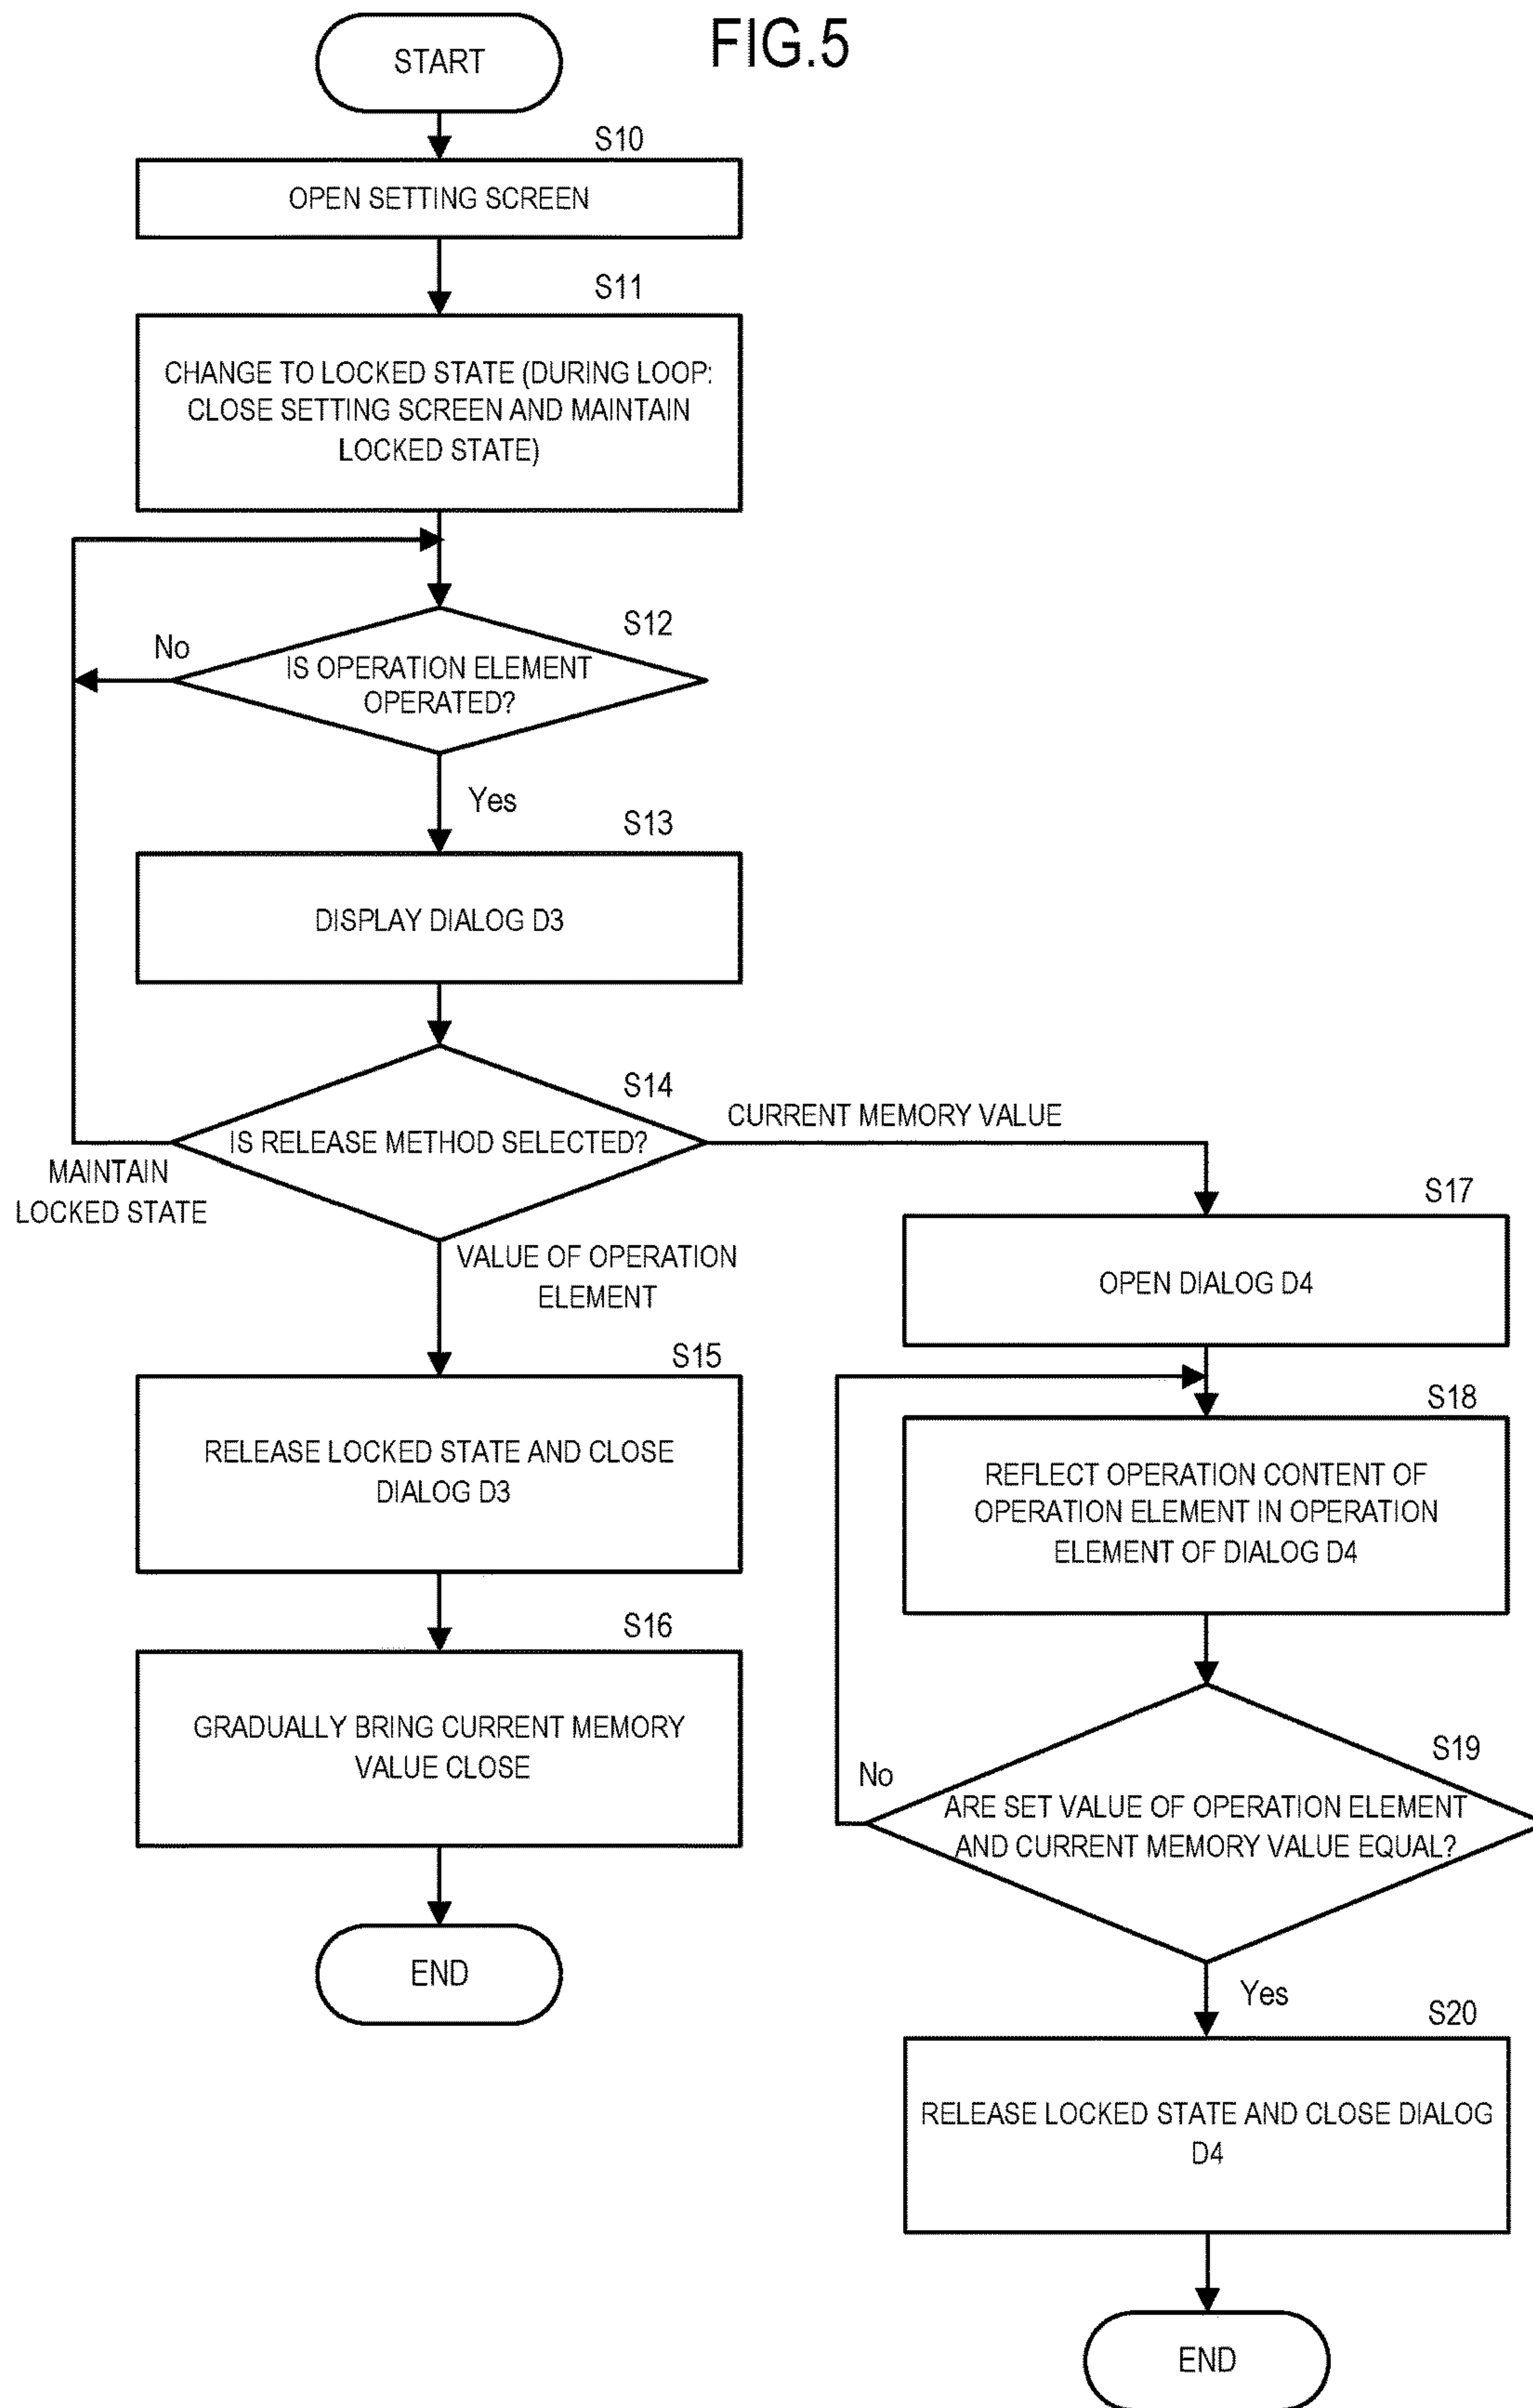 FIG.5
START
S10
OPEN SETTING SCREEN
S11
CHANGE TO LOCKED STATE (DURING LOOP:
CLOSE SETTING SCREEN AND MAINTAIN
LOCKED STATE)
S12
No
IS OPERATION ELEMENT
OPERATED?
Yes
S13
DISPLAY DIALOG D3
S14
IS RELEASE METHOD SELECTED?
CURRENT MEMORY VALUE
MAINTAIN
LOCKED STATE
VALUE OF OPERATION
ELEMENT
S15
RELEASE LOCKED STATE AND CLOSE
DIALOG D3
S16
GRADUALLY BRING CURRENT MEMORY
VALUE CLOSE
END
S17
OPEN DIALOG D4
S18
REFLECT OPERATION CONTENT OF
OPERATION ELEMENT IN OPERATION
ELEMENT OF DIALOG D4
S19
No
ARE SET VALUE OF OPERATION ELEMENT
AND CURRENT MEMORY VALUE EQUAL?
Yes
S20
RELEASE LOCKED STATE AND CLOSE DIALOG
D4
END